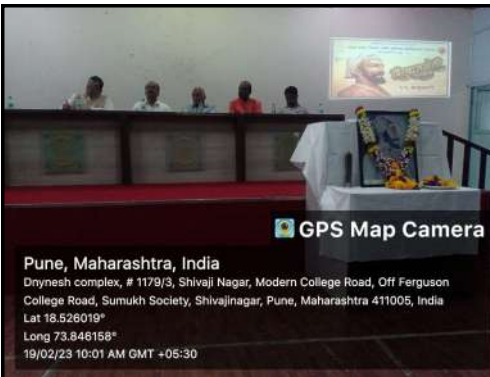 GPS Map Camera
Pune, Maharashtra, India
Dnynesh complex, # 1179/3, Shivaji Nagar, Modern College Road, Off Ferguson
College Road, Sumukh Society, Shivajinagar, Pune, Maharashtra 411005, India
Lat 18.526019°
Long 73.846158°
19/02/23 10:01 AM GMT +05:30